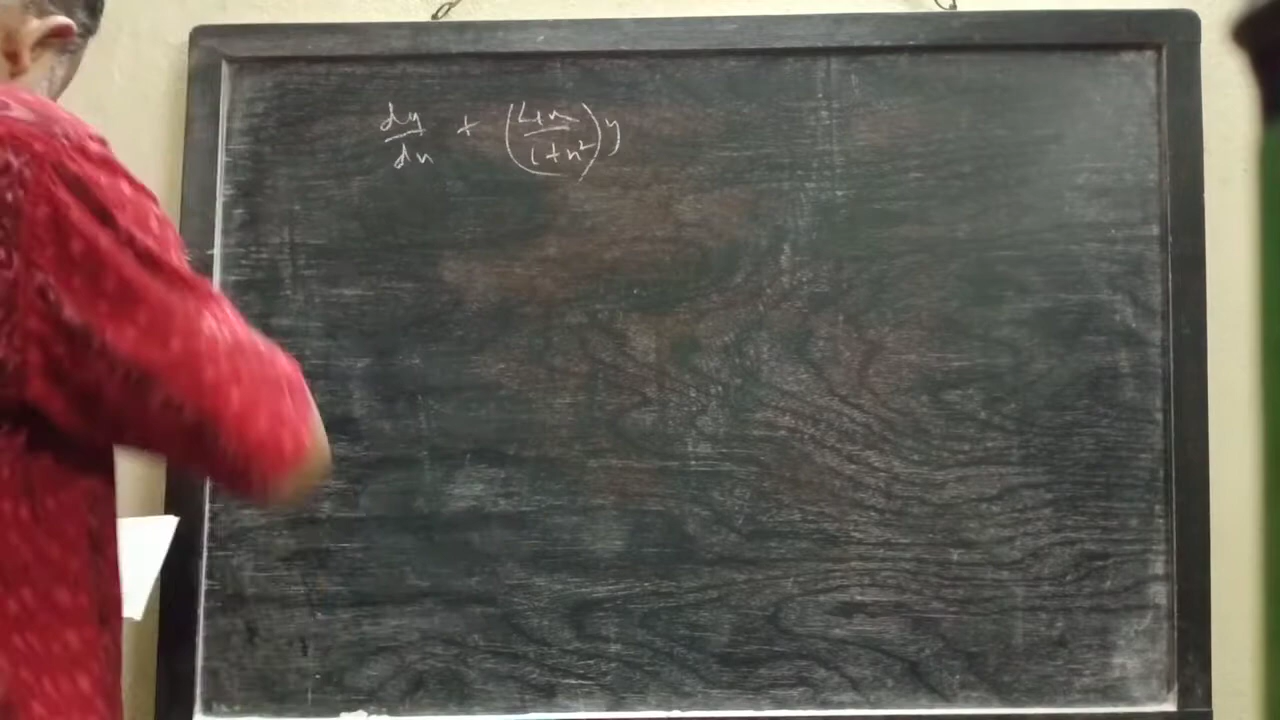 dy/dx + (4x/(1+x²))y